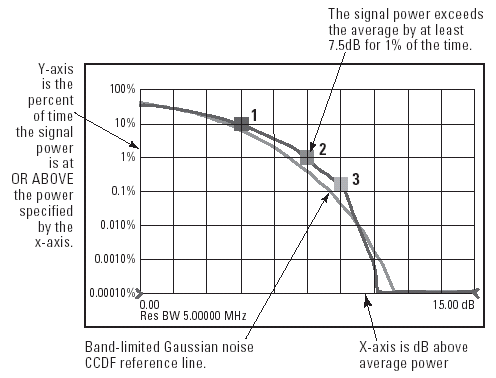 The signal power exceeds
the average by at least
7.5dB for 1% of the time.
Y-axis
is the
percent
of time
the signal
power
is at
OR ABOVE
the power
specified
by the
x-axis.
100%
10%
1%
0.1%
0.010%
0.0010%
0.00010%
1
2
3
0.00
15.00 dB
Res BW 5.00000 MHz
Band-limited Gaussian noise
CCDF reference line.
X-axis is dB above
average power